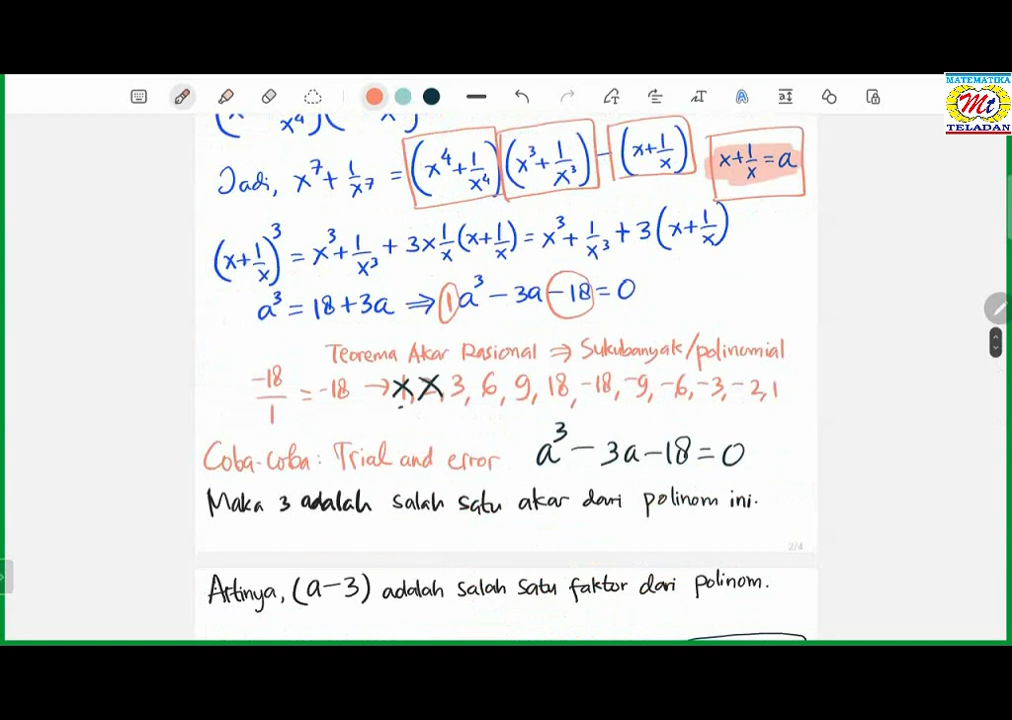 MATEMATIKA
Mt
TELADAN
x⁴)(
Jadi, x⁷ + 1/x⁷ = (x⁴ + 1/x⁴)(x³ + 1/x³) - (x + 1/x) x + 1/x = a
(x + 1/x)³ = x³ + 1/x³ + 3x 1/x (x + 1/x) = x³ + 1/x³ + 3(x + 1/x)
a³ = 18 + 3a ⇒ 1a³ - 3a - 18 = 0
Teorema Akar Rasional ⇒ Sukubanyak/polinomial
-18/1 = -18 → 3, 6, 9, 18, -18, -9, -6, -3, -2, 1
Coba-Coba: Trial and error a³ - 3a - 18 = 0
Maka 3 adalah salah satu akar dari polinom ini.
2/4
Artinya, (a-3) adalah salah satu faktor dari polinom.